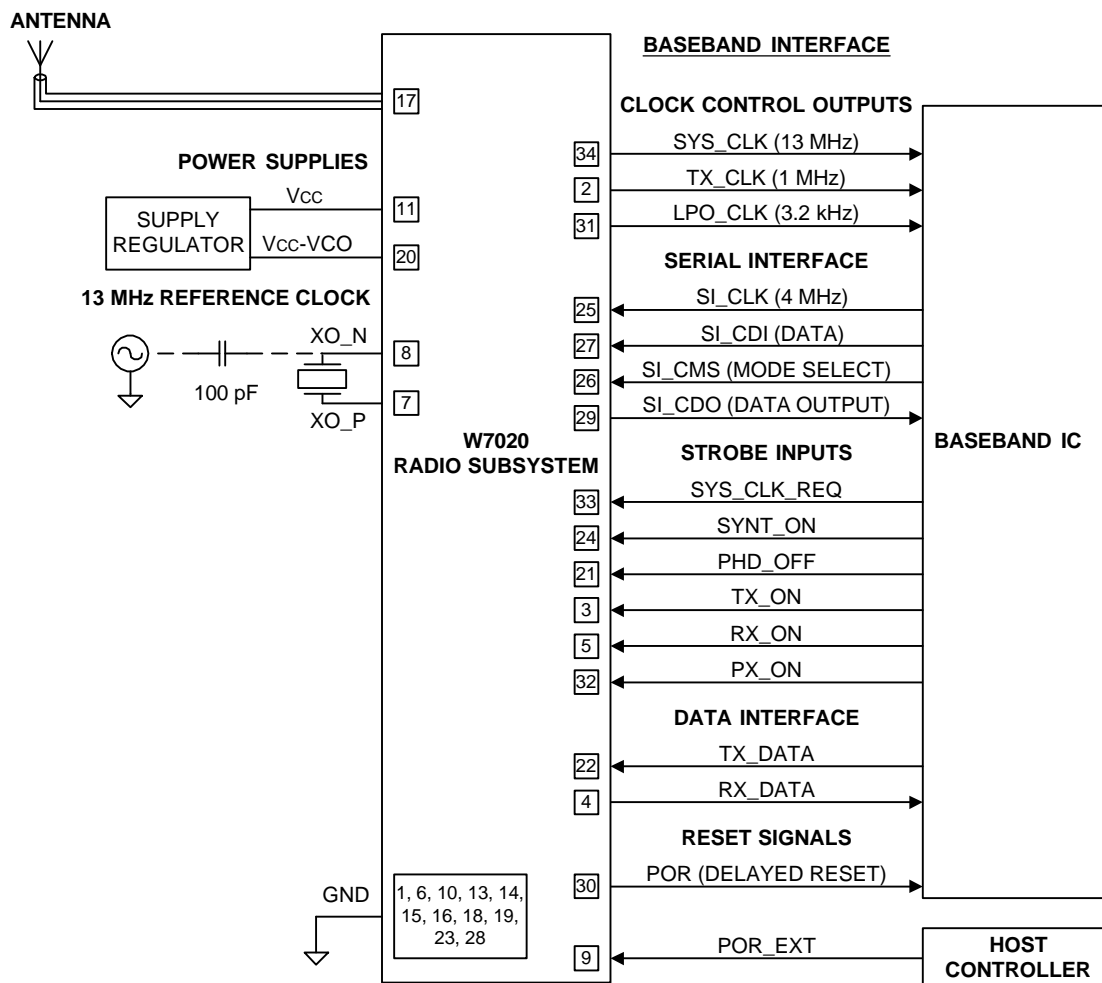 ANTENNA
17
POWER SUPPLIES
SUPPLY
REGULATOR
Vcc
11
Vcc-VCO
20
13 MHz REFERENCE CLOCK
100 pF
XO_N
8
XO_P
7
W7020
RADIO SUBSYSTEM
GND
1, 6, 10, 13, 14,
15, 16, 18, 19,
23, 28
BASEBAND INTERFACE
CLOCK CONTROL OUTPUTS
34 SYS_CLK (13 MHz)
2 TX_CLK (1 MHz)
31 LPO_CLK (3.2 kHz)
SERIAL INTERFACE
25 SI_CLK (4 MHz)
27 SI_CDI (DATA)
26 SI_CMS (MODE SELECT)
29 SI_CDO (DATA OUTPUT)
STROBE INPUTS
33 SYS_CLK_REQ
24 SYNT_ON
21 PHD_OFF
3 TX_ON
5 RX_ON
32 PX_ON
DATA INTERFACE
22 TX_DATA
4 RX_DATA
RESET SIGNALS
30 POR (DELAYED RESET)
9 POR_EXT
BASEBAND IC
HOST
CONTROLLER